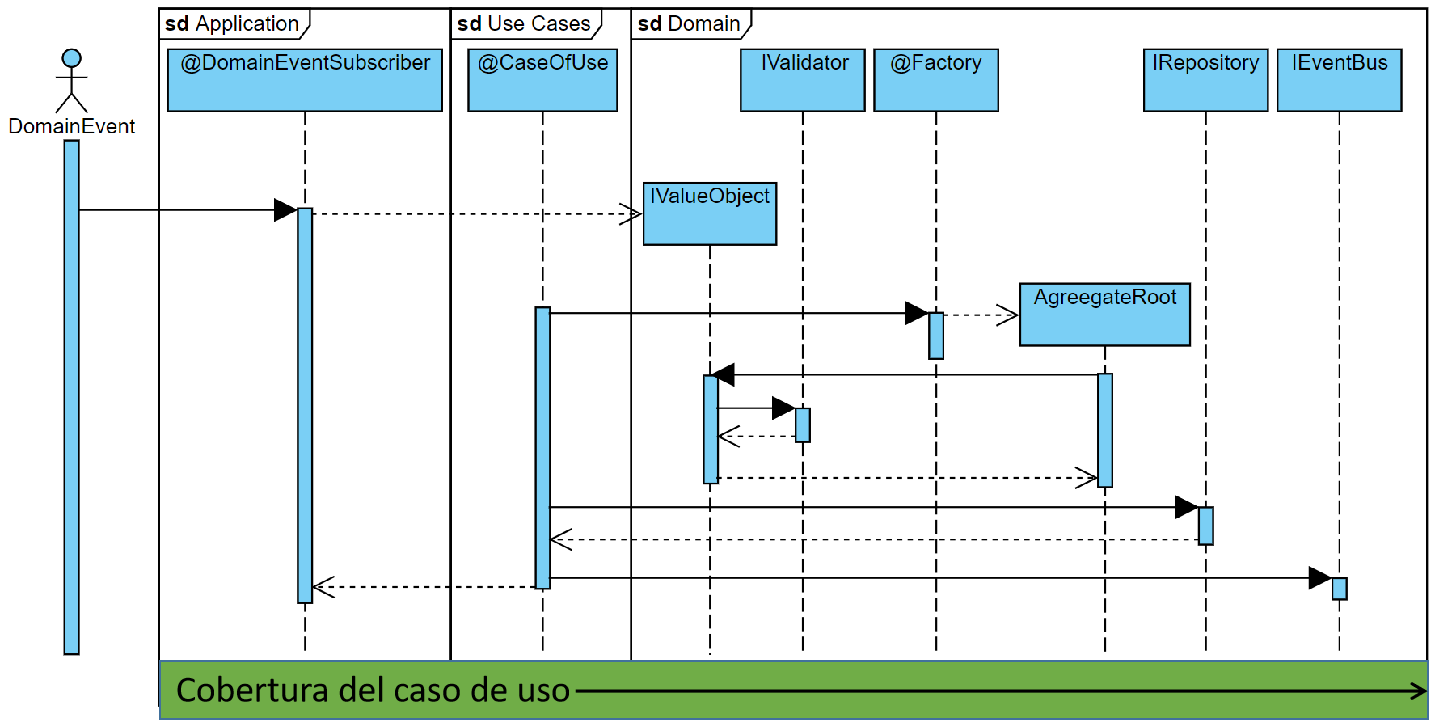 sd Application
sd Use Cases
sd Domain
@DomainEventSubscriber
@CaseOfUse
IValidator
@Factory
IRepository
IEventBus
DomainEvent
IValueObject
AgreegateRoot
Cobertura del caso de uso